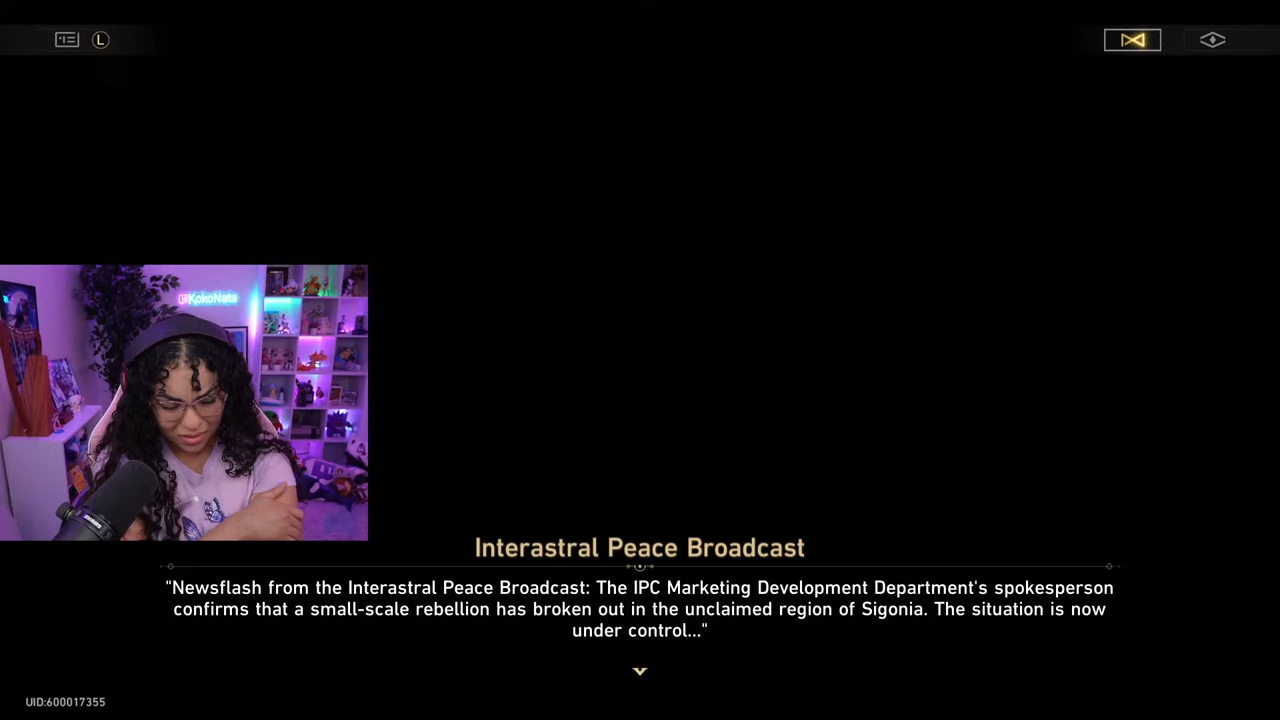 L
@KokoNata
Interastral Peace Broadcast
"Newsflash from the Interastral Peace Broadcast: The IPC Marketing Development Department's spokesperson
confirms that a small-scale rebellion has broken out in the unclaimed region of Sigonia. The situation is now
under control..."
UID:600017355